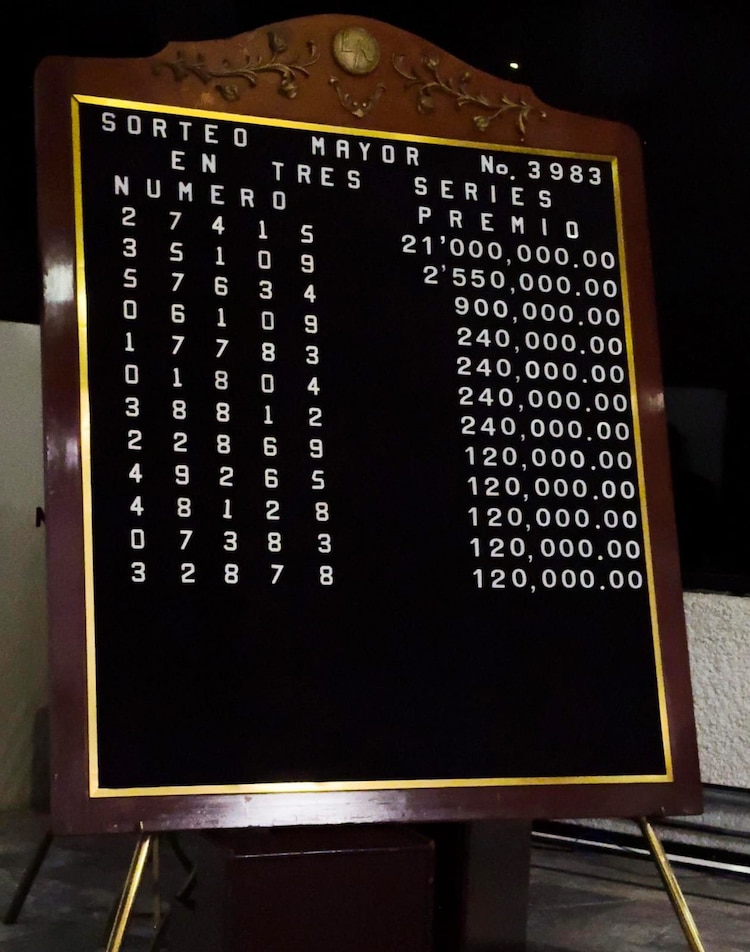 LN
SORTEO MAYOR No. 3983
EN TRES SERIES
NUMERO PREMIO
2 7 4 1 5 21'000,000.00
3 5 1 0 9 2'550,000.00
5 7 6 3 4 900,000.00
0 6 1 0 9 240,000.00
1 7 7 8 3 240,000.00
0 1 8 0 4 240,000.00
3 8 8 1 2 240,000.00
2 2 8 6 9 120,000.00
4 9 2 6 5 120,000.00
4 8 1 2 8 120,000.00
0 7 3 8 3 120,000.00
3 2 8 7 8 120,000.00